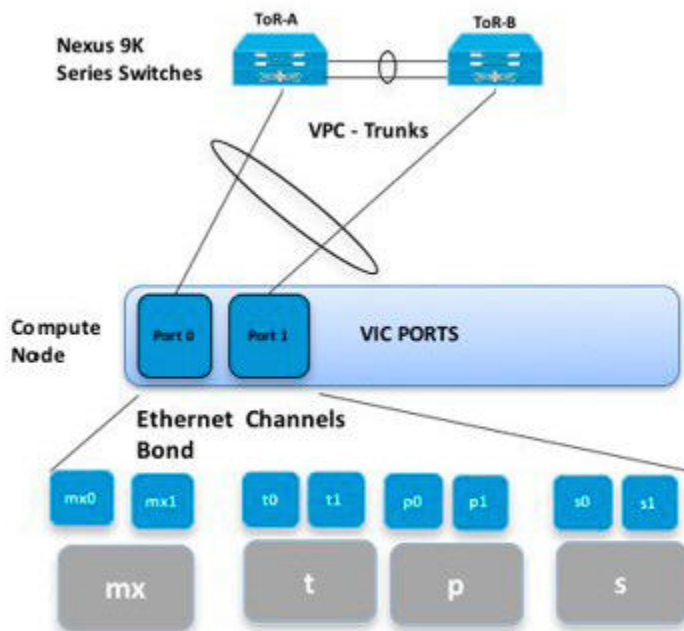 ToR-A
ToR-B
Nexus 9K
Series Switches
VPC - Trunks
Compute
Node
Port 0
Port 1
VIC PORTS
Ethernet Channels
Bond
mx0
mx1
t0
t1
p0
p1
s0
s1
mx
t
p
s